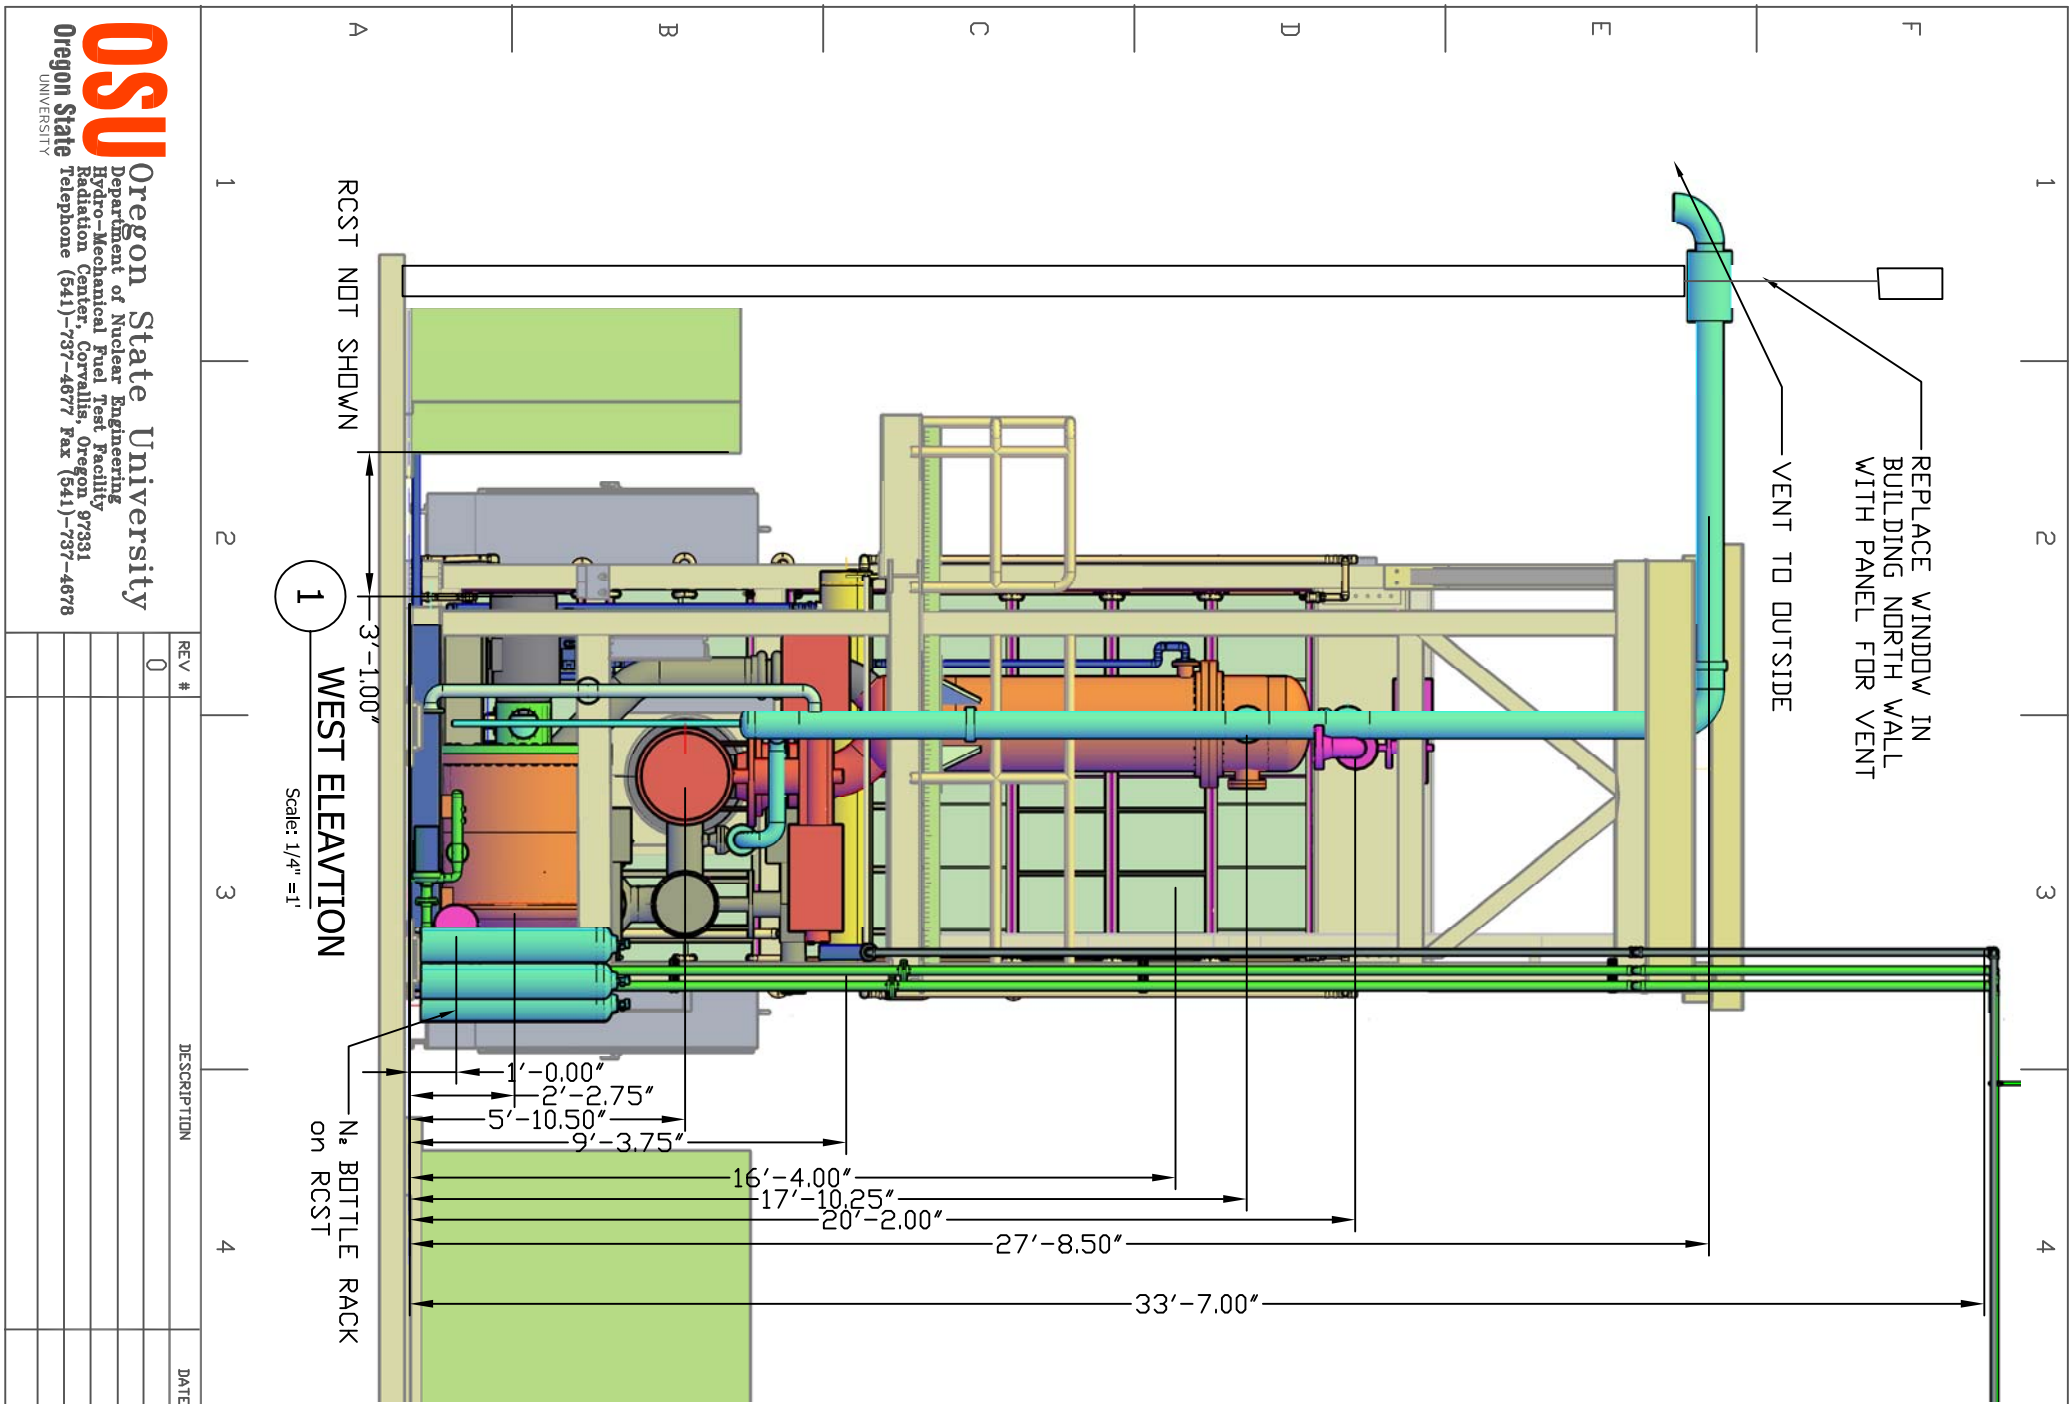 1
2
3
4
F
E
D
C
B
A
REPLACE WINDOW IN
BUILDING NORTH WALL
WITH PANEL FOR VENT
VENT TO OUTSIDE
33'-7.00"
27'-8.50"
20'-2.00"
17'-10.25"
16'-4.00"
9'-3.75"
5'-10.50"
2'-2.75"
1'-0.00"
3'-1.00"
RCST NOT SHOWN
N₂ BOTTLE RACK
on RCST
1
WEST ELEAVTION
Scale: 1/4" =1'
1
2
3
4
OSU
Oregon State
UNIVERSITY
Oregon State University
Department of Nuclear Engineering
Hydro-Mechanical Fuel Test Facility
Radiation Center, Corvallis, Oregon 97331
Telephone (541)-737-4677 Fax (541)-737-4678
REV #
DESCRIPTION
DATE
0